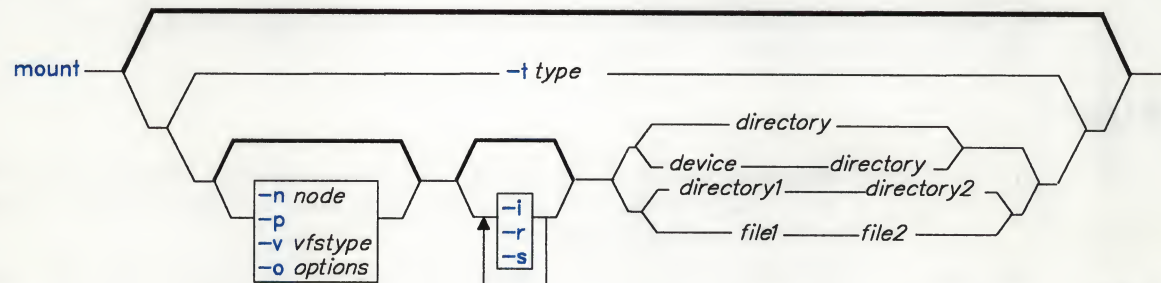 mount
-t type
directory
device directory
directory1 directory2
file1 file2
-n node
-p
-v vfstype
-o options
-i
-r
-s